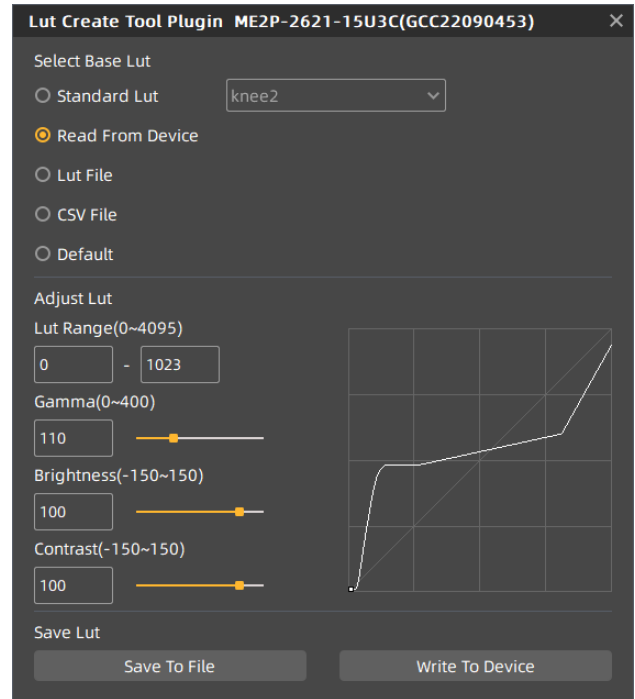 Lut Create Tool Plugin ME2P-2621-15U3C(GCC22090453)
Select Base Lut
Standard Lut knee2
Read From Device
Lut File
CSV File
Default
Adjust Lut
Lut Range(0~4095)
0 - 1023
Gamma(0~400)
110
Brightness(-150~150)
100
Contrast(-150~150)
100
Save Lut
Save To File Write To Device